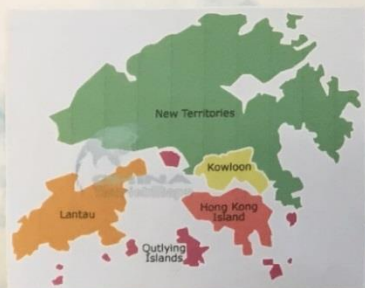 New Territories
Kowloon
Lantau
Hong Kong
Island
Outlying
Islands